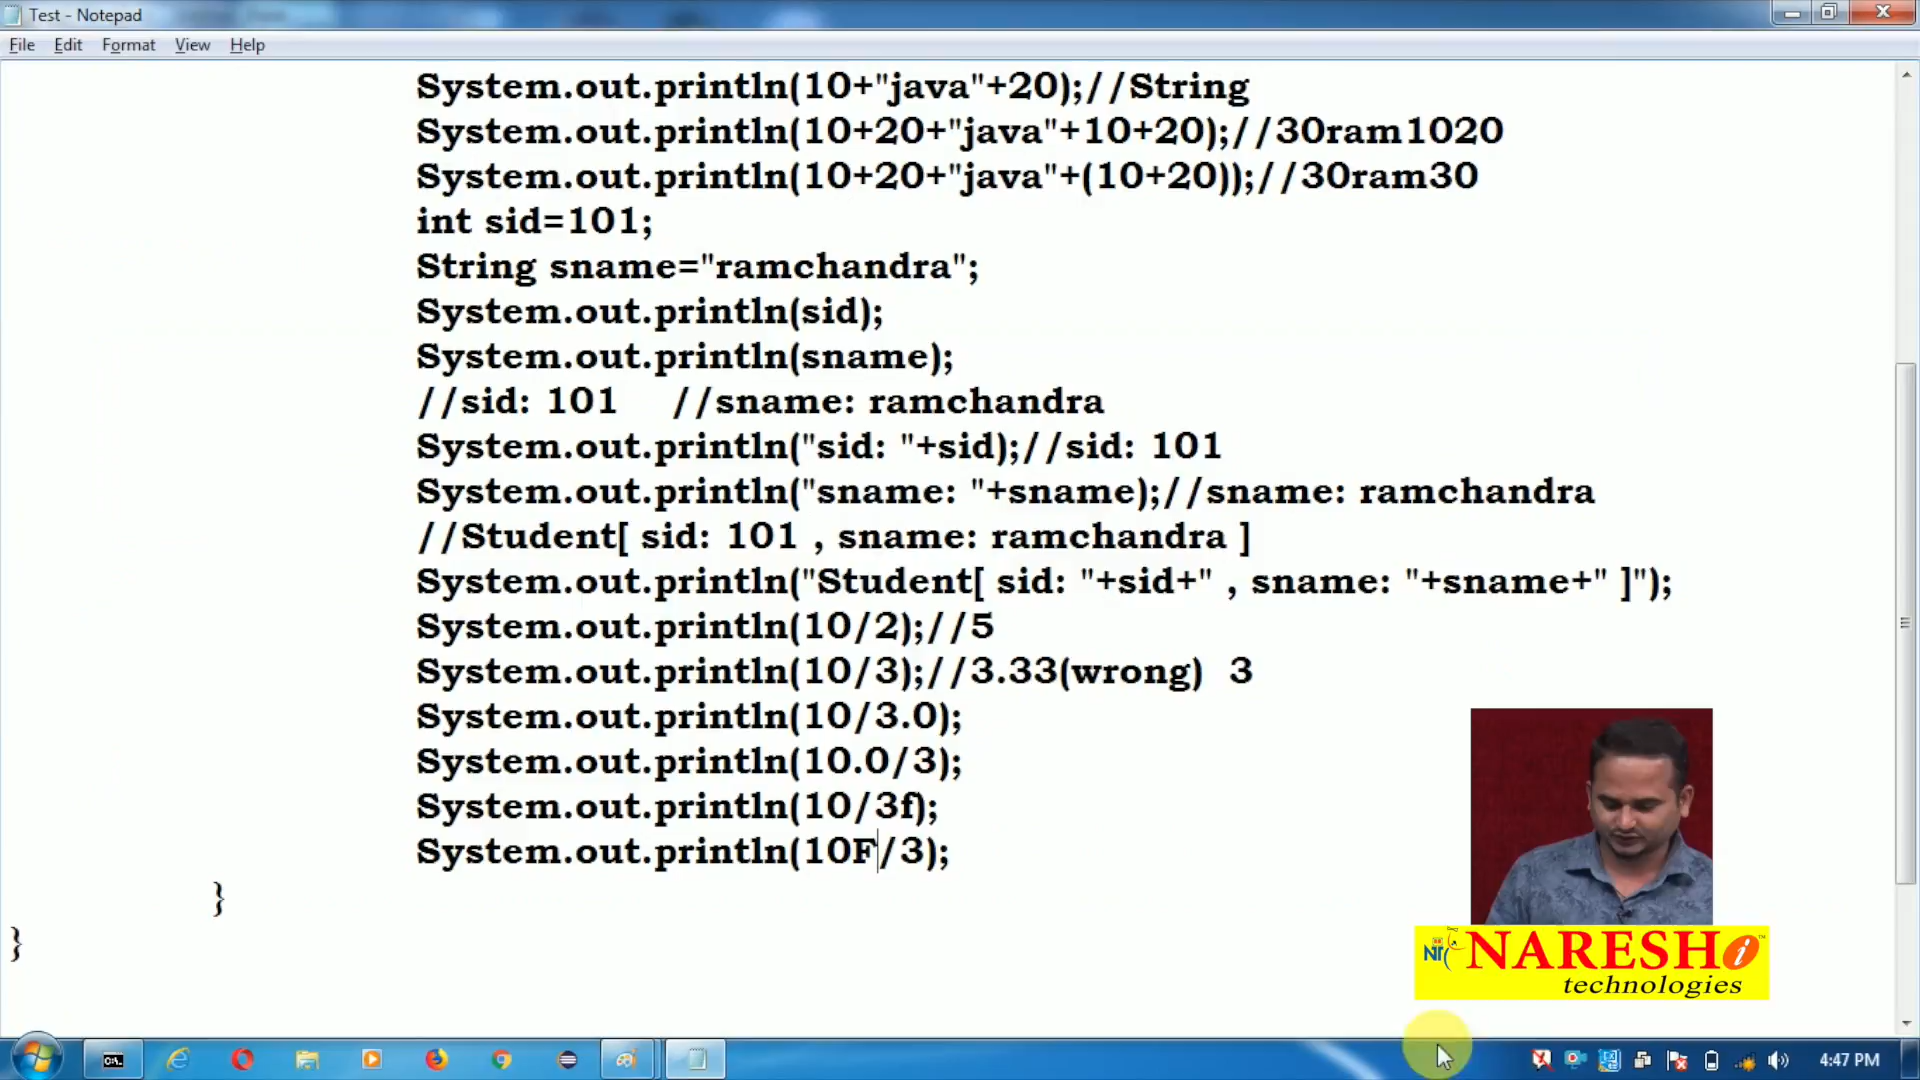 Test - Notepad
File Edit Format View Help
System.out.println(10+"java"+20);//String
System.out.println(10+20+"java"+10+20);//30ram1020
System.out.println(10+20+"java"+(10+20));//30ram30
int sid=101;
String sname="ramchandra";
System.out.println(sid);
System.out.println(sname);
//sid: 101 //sname: ramchandra
System.out.println("sid: "+sid);//sid: 101
System.out.println("sname: "+sname);//sname: ramchandra
//Student[ sid: 101 , sname: ramchandra ]
System.out.println("Student[ sid: "+sid+" , sname: "+sname+" ]");
System.out.println(10/2);//5
System.out.println(10/3);//3.33(wrong) 3
System.out.println(10/3.0);
System.out.println(10.0/3);
System.out.println(10/3f);
System.out.println(10F/3);
}
}
NARESH i
technologies
4:47 PM